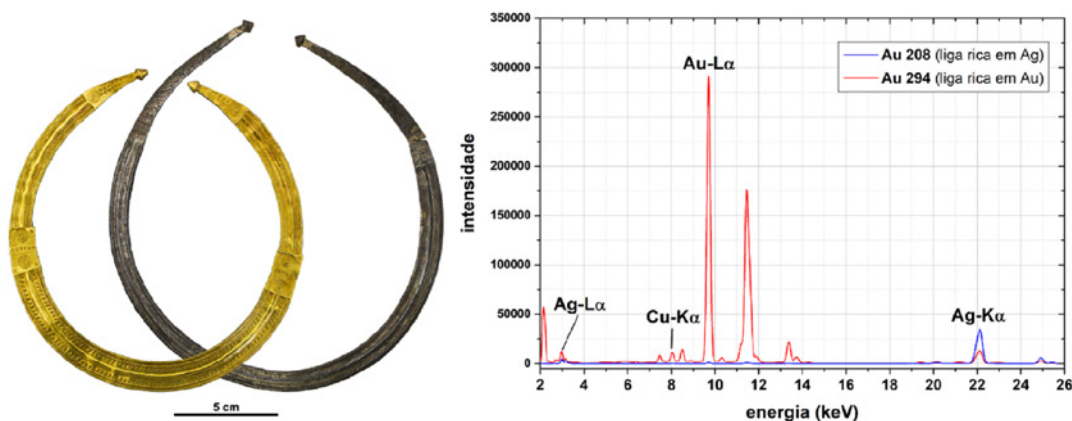 5 cm
intensidade
350000
300000
250000
200000
150000
100000
50000
0
Au 208 (liga rica em Ag)
Au 294 (liga rica em Au)
Au-Lα
Ag-Lα
Cu-Kα
Ag-Kα
2 4 6 8 10 12 14 16 18 20 22 24 26
energia (keV)